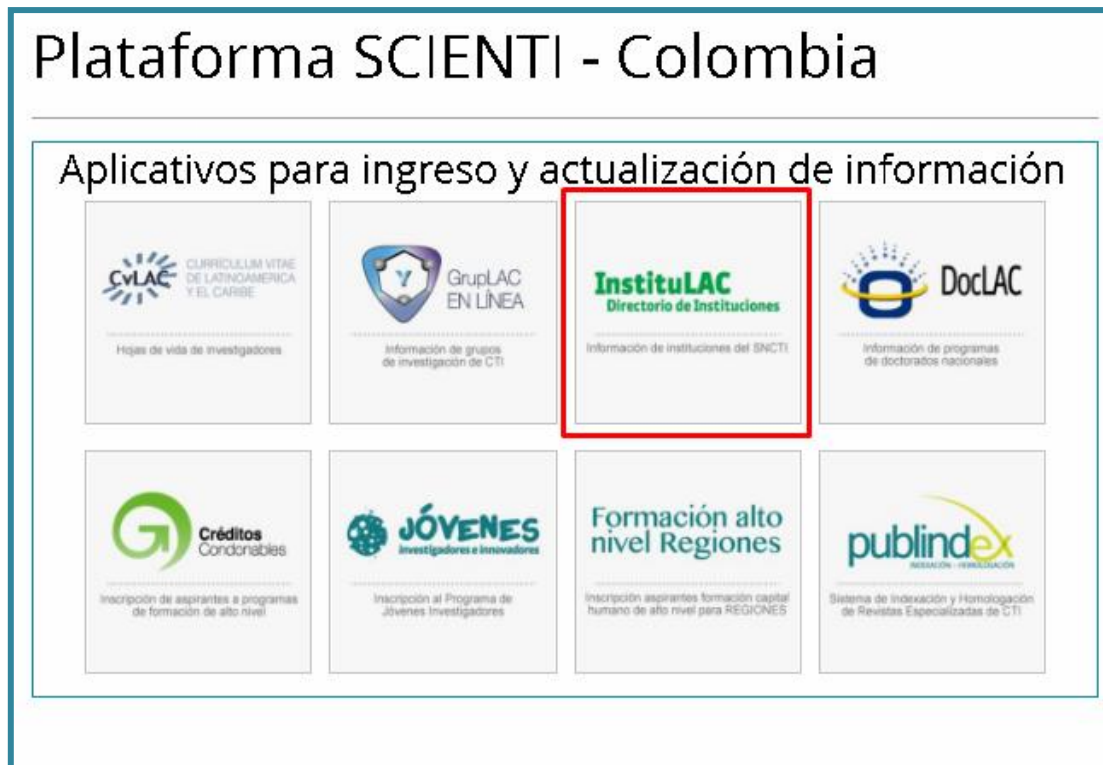 Plataforma SCIENTI - Colombia
Aplicativos para ingreso y actualización de información
CvLAC
CURRÍCULUM VITAE
DE LATINOAMÉRICA
Y EL CARIBE
Hojas de vida de investigadores
GrupLAC
EN LÍNEA
Información de grupos
de investigación de CTI
InstituLAC
Directorio de Instituciones
Información de instituciones del SNCTI
DocLAC
Información de programas
de doctorados nacionales
Créditos
Condonables
Inscripción de aspirantes a programas
de formación de alto nivel
JÓVENES
investigadores e innovadores
Inscripción al Programa de
Jóvenes Investigadores
Formación alto
nivel Regiones
Inscripción aspirantes formación capital
humano de alto nivel para REGIONES
publindex
INDEXACIÓN - HOMOLOGACIÓN
Sistema de Indexación y Homologación
de Revistas Especializadas de CTI